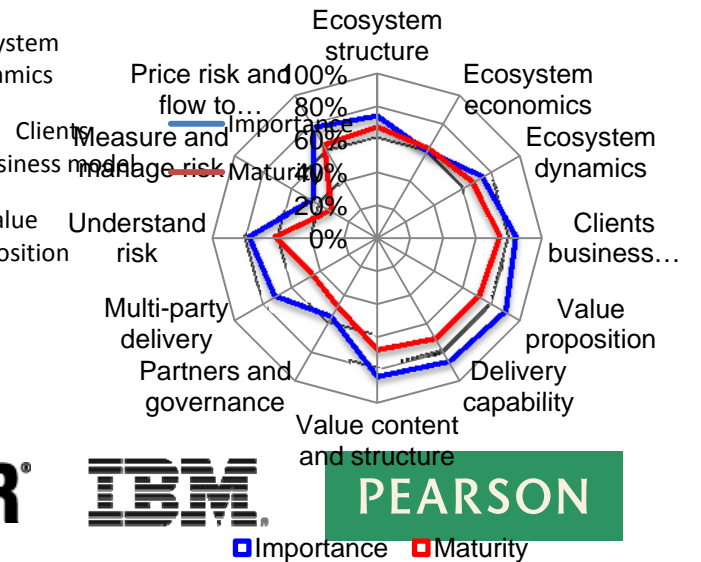 Ecosystem
structure
ystem
amics
Price risk and
flow to…
100%
80%
60%
40%
20%
0%
Ecosystem
economics
Importance
Maturity
Clients
siness model
Measure and
manage risk
Ecosystem
dynamics
alue
osition
Understand
risk
Clients
business…
Multi-party
delivery
Value
proposition
Partners and
governance
Delivery
capability
Value content
and structure
R®
IBM®
PEARSON
Importance Maturity